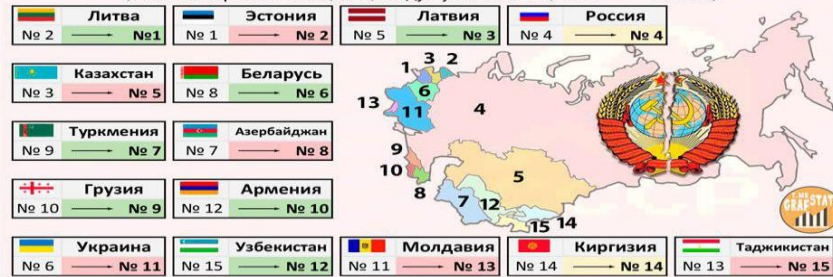 Литва
№ 2 → №1
Эстония
№ 1 → № 2
Латвия
№ 5 → № 3
Россия
№ 4 → № 4
Казахстан
№ 3 → № 5
Беларусь
№ 8 → № 6
Туркмения
№ 9 → № 7
Азербайджан
№ 7 → № 8
Грузия
№ 10 → № 9
Армения
№ 12 → № 10
Украина
№ 6 → № 11
Узбекистан
№ 15 → № 12
Молдавия
№ 11 → № 13
Киргизия
№ 14 → № 14
Таджикистан
№ 13 → № 15
1
3
2
6
13
11
4
9
10
8
5
7
12
15
14
TIME
GRAFSTAT